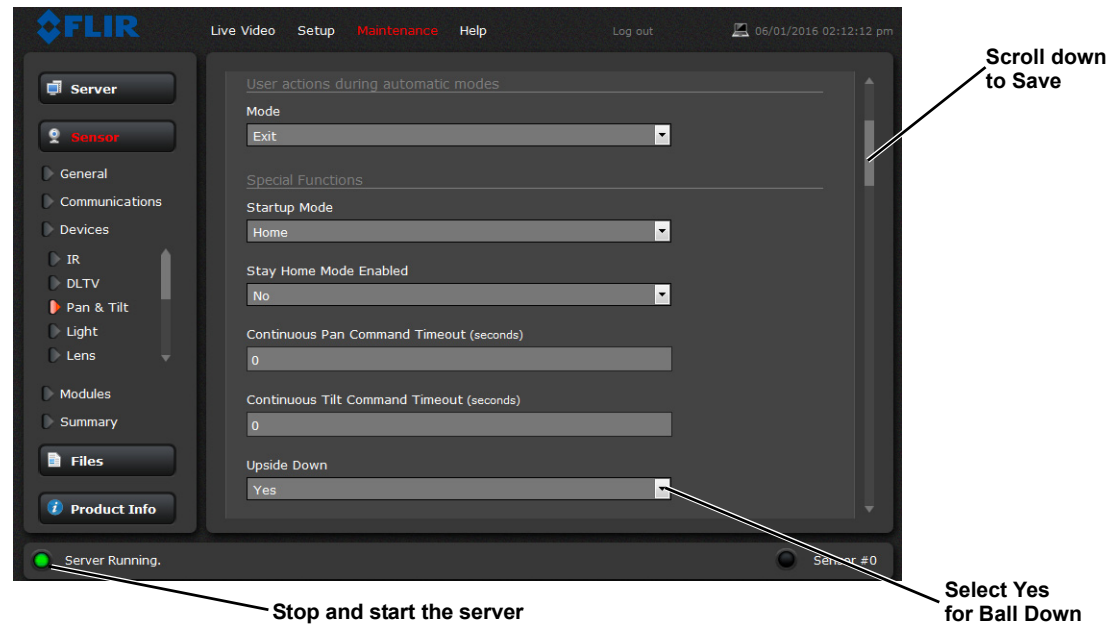 FLIR
Live Video Setup Maintenance Help Log out 06/01/2016 02:12:12 pm
Scroll down
to Save
Server
Sensor
General
Communications
Devices
IR
DLTV
Pan & Tilt
Light
Lens
Modules
Summary
Files
Product Info
User actions during automatic modes
Mode
Exit
Special Functions
Startup Mode
Home
Stay Home Mode Enabled
No
Continuous Pan Command Timeout (seconds)
0
Continuous Tilt Command Timeout (seconds)
0
Upside Down
Yes
Server Running.
Sensor #0
Stop and start the server
Select Yes
for Ball Down